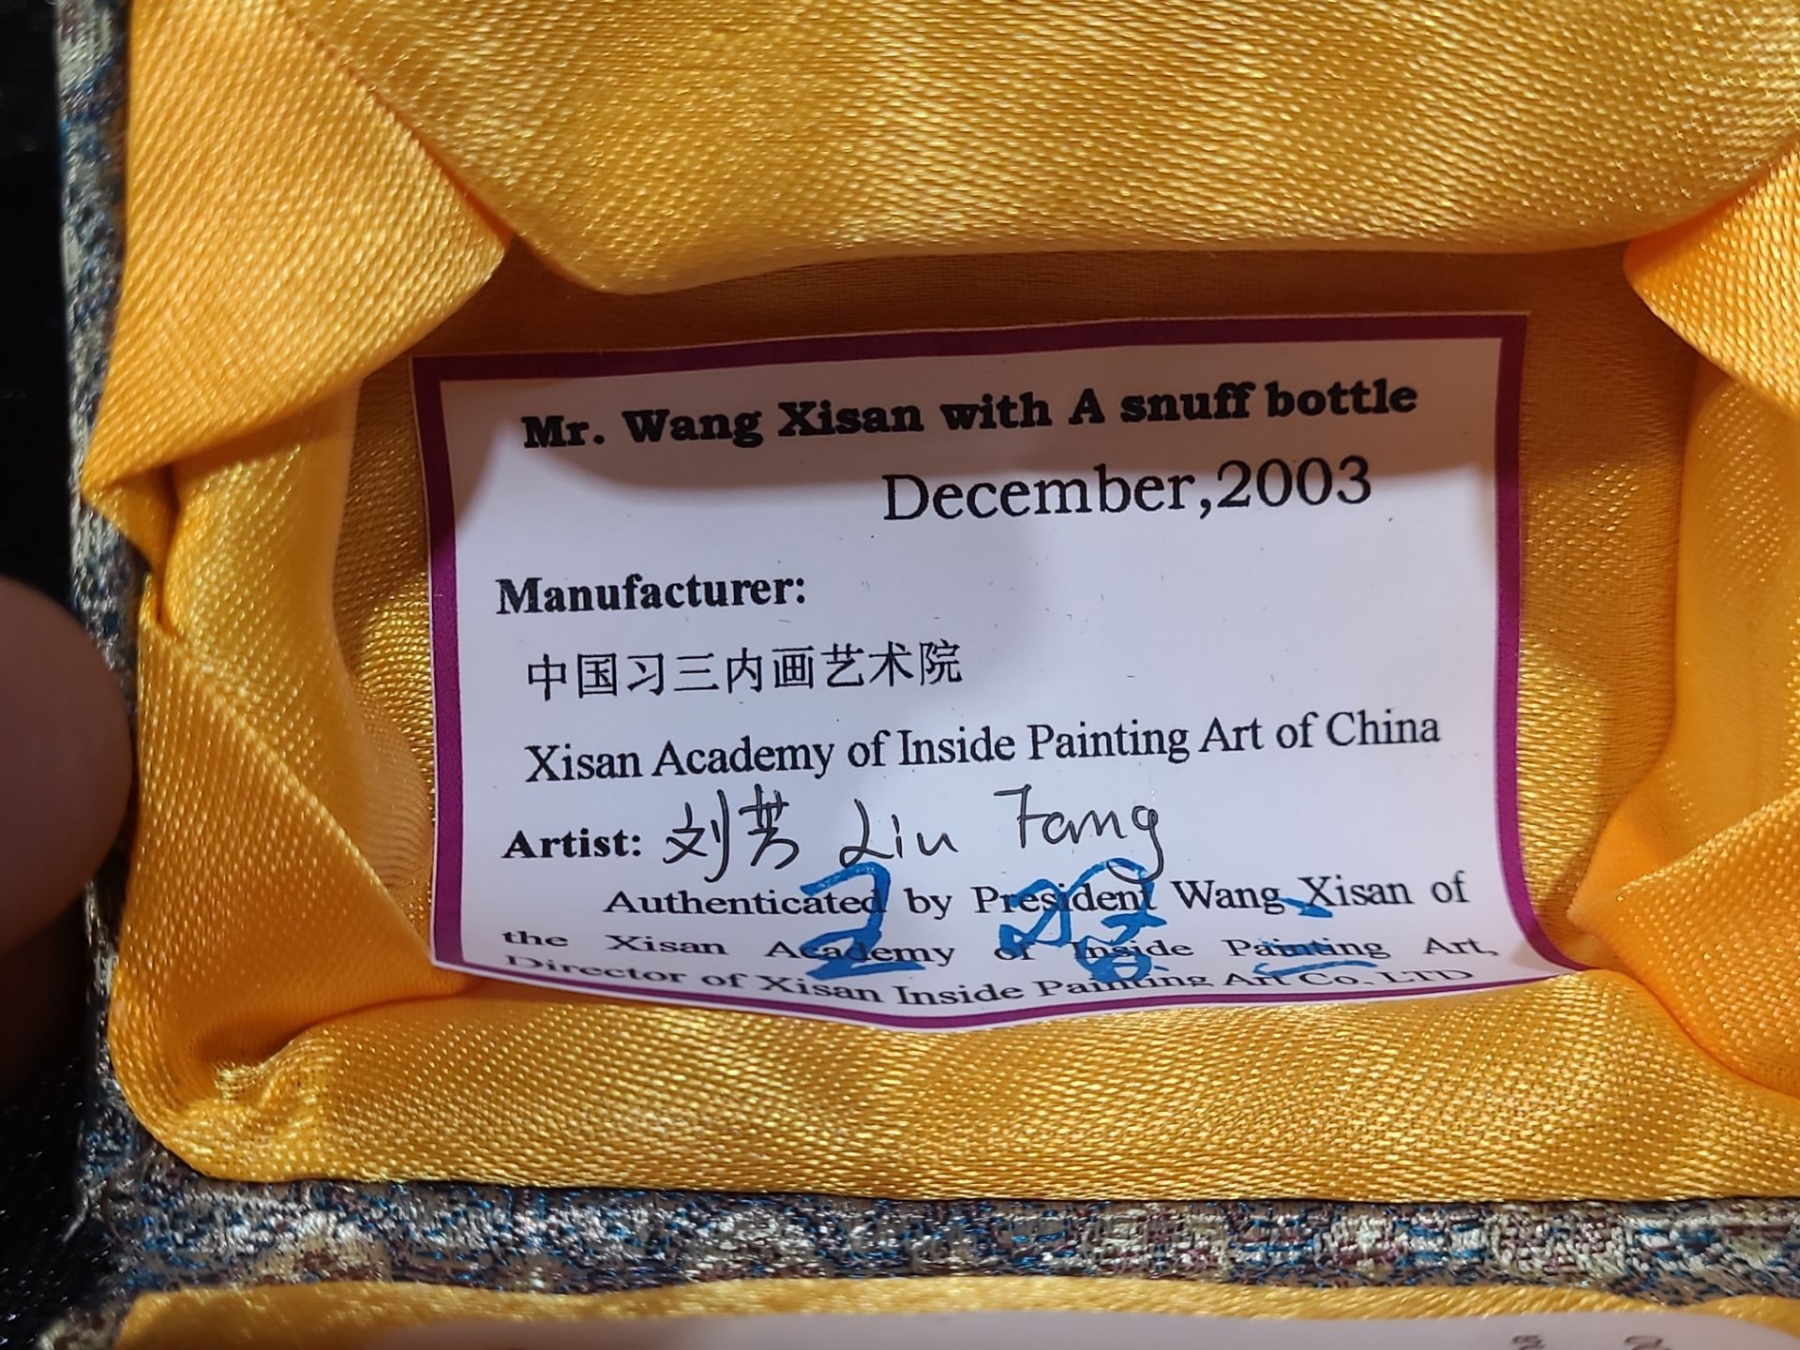 Mr. Wang Xisan with A snuff bottle
December,2003
Manufacturer:
中国习三内画艺术院
Xisan Academy of Inside Painting Art of China
Artist: 刘芳 Liu Fang
Authenticated by President Wang Xisan of
the Xisan Academy of Inside Painting Art,
Director of Xisan Inside Painting Art Co. LTD